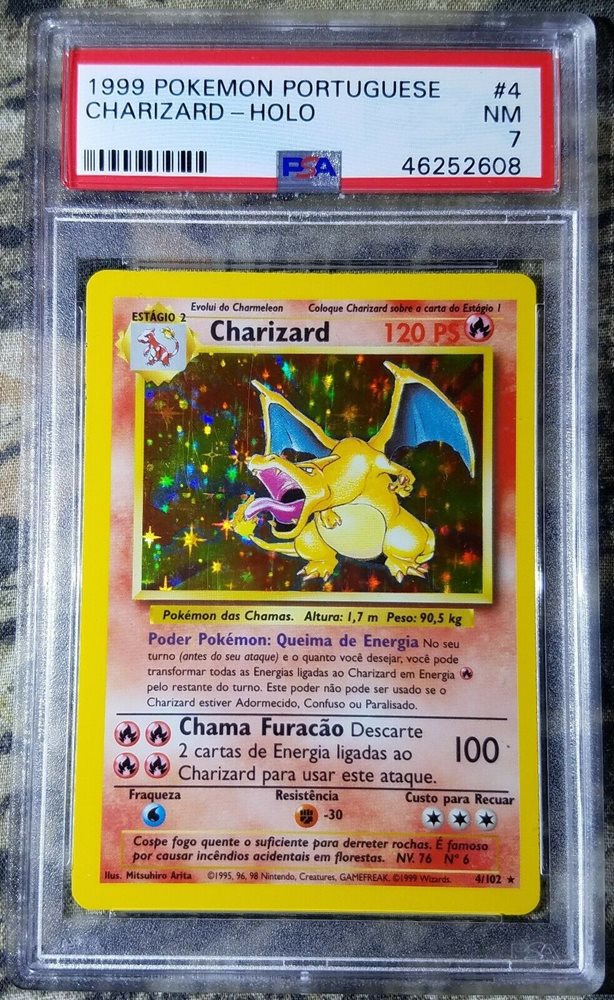 1999 POKEMON PORTUGUESE #4
CHARIZARD – HOLO NM
7
PSA 46252608
Evolui do Charmeleon Coloque Charizard sobre a carta do Estágio 1
ESTÁGIO 2
Charizard 120 PS
Pokémon das Chamas. Altura: 1,7 m Peso: 90,5 kg
Poder Pokémon: Queima de Energia No seu
turno (antes do seu ataque) e o quanto você desejar, você pode
transformar todas as Energias ligadas ao Charizard em Energia
pelo restante do turno. Este poder não pode ser usado se o
Charizard estiver Adormecido, Confuso ou Paralisado.
Chama Furacão Descarte
2 cartas de Energia ligadas ao 100
Charizard para usar este ataque.
Fraqueza Resistência Custo para Recuar
-30
Cospe fogo quente o suficiente para derreter rochas. É famoso
por causar incêndios acidentais em florestas. NV. 76 Nº 6
Ilus. Mitsuhiro Arita ©1995, 96, 98 Nintendo, Creatures, GAMEFREAK. ©1999 Wizards. 4/102 ★
PSA